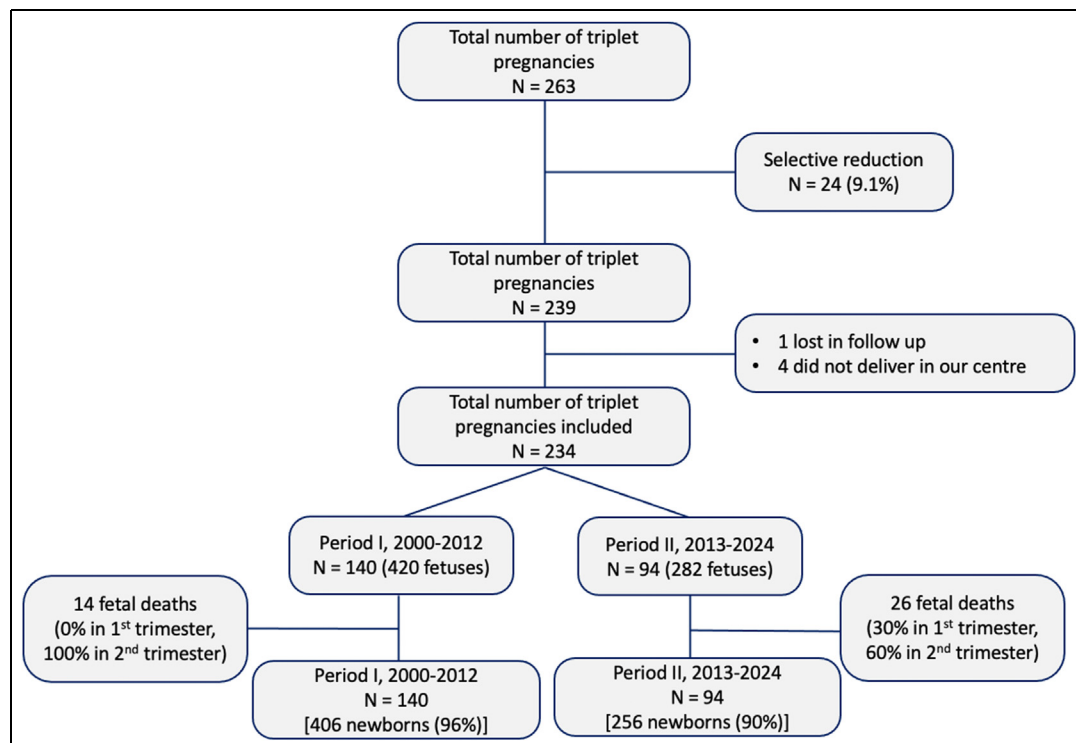 Total number of triplet
pregnancies
N = 263
Selective reduction
N = 24 (9.1%)
Total number of triplet
pregnancies
N = 239
• 1 lost in follow up
• 4 did not deliver in our centre
Total number of triplet
pregnancies included
N = 234
Period I, 2000-2012
N = 140 (420 fetuses)
Period II, 2013-2024
N = 94 (282 fetuses)
14 fetal deaths
(0% in 1st trimester,
100% in 2nd trimester)
26 fetal deaths
(30% in 1st trimester,
60% in 2nd trimester)
Period I, 2000-2012
N = 140
[406 newborns (96%)]
Period II, 2013-2024
N = 94
[256 newborns (90%)]